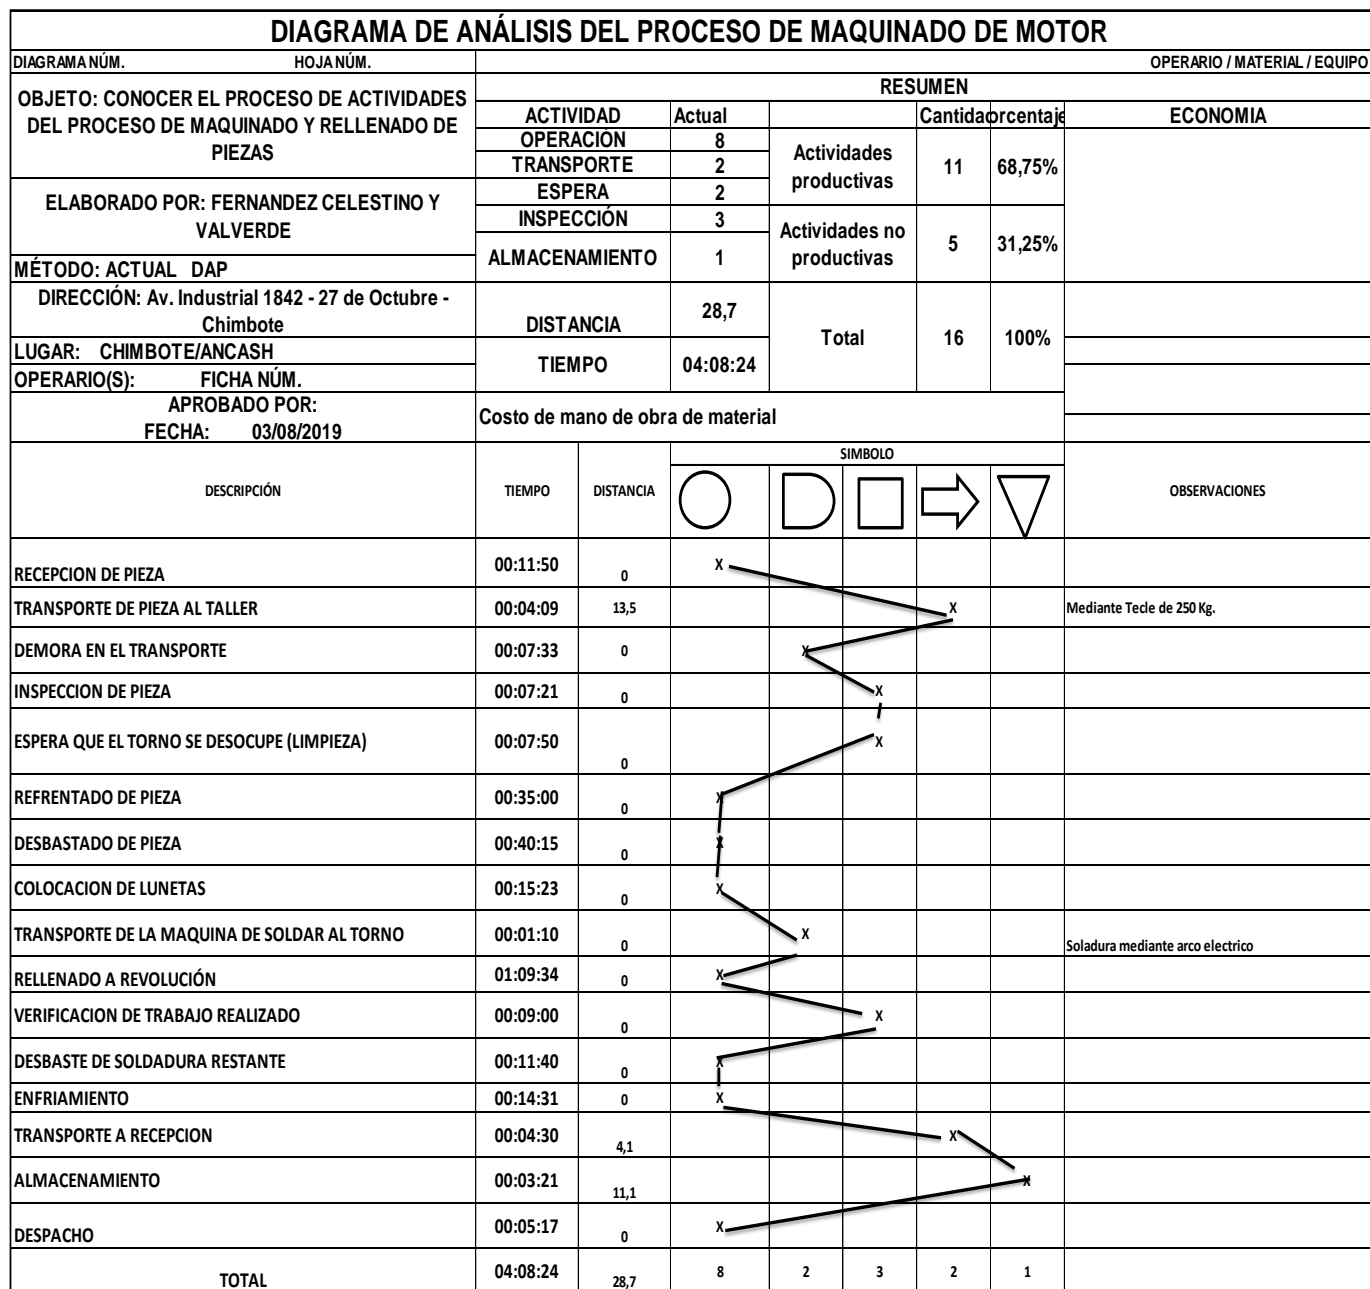 DIAGRAMA DE ANÁLISIS DEL PROCESO DE MAQUINADO DE MOTOR
DIAGRAMA NÚM. HOJA NÚM. OPERARIO / MATERIAL / EQUIPO
OBJETO: CONOCER EL PROCESO DE ACTIVIDADES
DEL PROCESO DE MAQUINADO Y RELLENADO DE
PIEZAS
ELABORADO POR: FERNANDEZ CELESTINO Y
VALVERDE
MÉTODO: ACTUAL DAP
DIRECCIÓN: Av. Industrial 1842 - 27 de Octubre -
Chimbote
LUGAR: CHIMBOTE/ANCASH
OPERARIO(S): FICHA NÚM.
APROBADO POR:
FECHA: 03/08/2019
RESUMEN
ACTIVIDAD Actual Cantidad orcentaje ECONOMIA
OPERACIÓN 8
TRANSPORTE 2
ESPERA 2
INSPECCIÓN 3
ALMACENAMIENTO 1
Actividades
productivas 11 68,75%
Actividades no
productivas 5 31,25%
DISTANCIA 28,7
TIEMPO 04:08:24
Total 16 100%
Costo de mano de obra de material
DESCRIPCIÓN TIEMPO DISTANCIA SIMBOLO OBSERVACIONES
RECEPCION DE PIEZA 00:11:50 0 X
TRANSPORTE DE PIEZA AL TALLER 00:04:09 13,5 X Mediante Tecle de 250 Kg.
DEMORA EN EL TRANSPORTE 00:07:33 0 X
INSPECCION DE PIEZA 00:07:21 0 X
ESPERA QUE EL TORNO SE DESOCUPE (LIMPIEZA) 00:07:50 0 X
REFRENTADO DE PIEZA 00:35:00 0 X
DESBASTADO DE PIEZA 00:40:15 0 X
COLOCACION DE LUNETAS 00:15:23 0 X
TRANSPORTE DE LA MAQUINA DE SOLDAR AL TORNO 00:01:10 0 X Soladura mediante arco electrico
RELLENADO A REVOLUCIÓN 01:09:34 0 X
VERIFICACION DE TRABAJO REALIZADO 00:09:00 0 X
DESBASTE DE SOLDADURA RESTANTE 00:11:40 0 X
ENFRIAMIENTO 00:14:31 0 X
TRANSPORTE A RECEPCION 00:04:30 4,1 X
ALMACENAMIENTO 00:03:21 11,1 X
DESPACHO 00:05:17 0 X
TOTAL 04:08:24 28,7 8 2 3 2 1